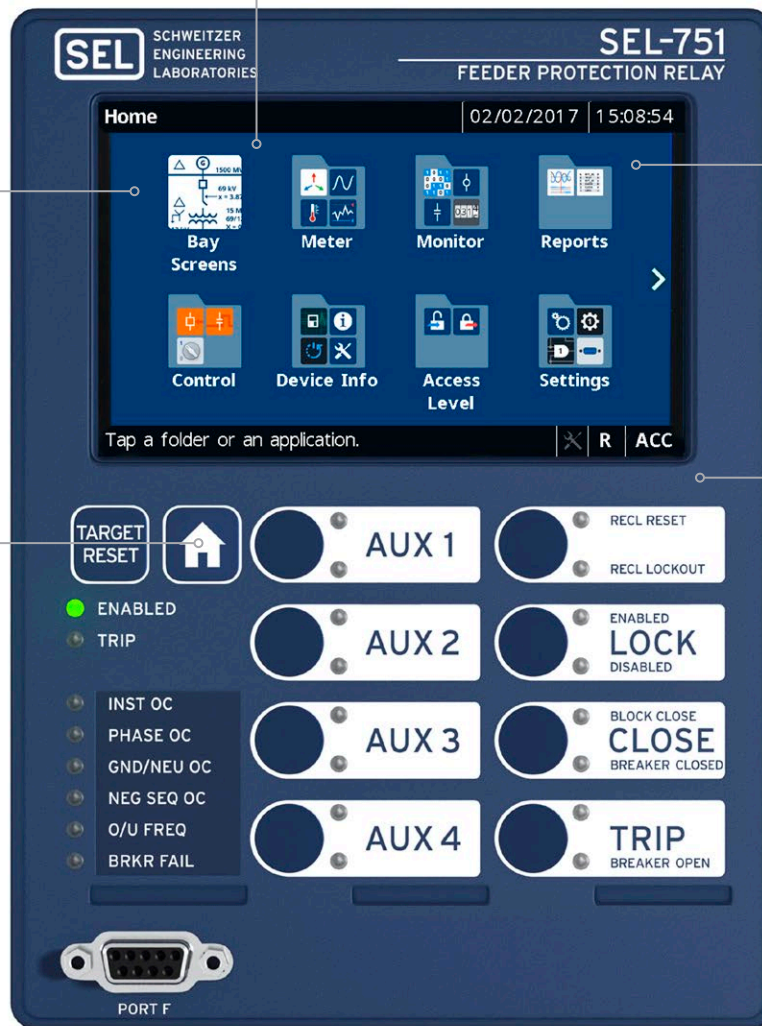 SEL
SCHWEITZER
ENGINEERING
LABORATORIES
SEL-751
FEEDER PROTECTION RELAY
Home
02/02/2017
15:08:54
Bay
Screens
Meter
Monitor
Reports
Control
Device Info
Access
Level
Settings
Tap a folder or an application.
R
ACC
TARGET
RESET
AUX 1
RECL RESET
RECL LOCKOUT
ENABLED
TRIP
AUX 2
ENABLED
LOCK
DISABLED
INST OC
PHASE OC
GND/NEU OC
NEG SEQ OC
O/U FREQ
BRKR FAIL
AUX 3
BLOCK CLOSE
CLOSE
BREAKER CLOSED
AUX 4
TRIP
BREAKER OPEN
PORT F